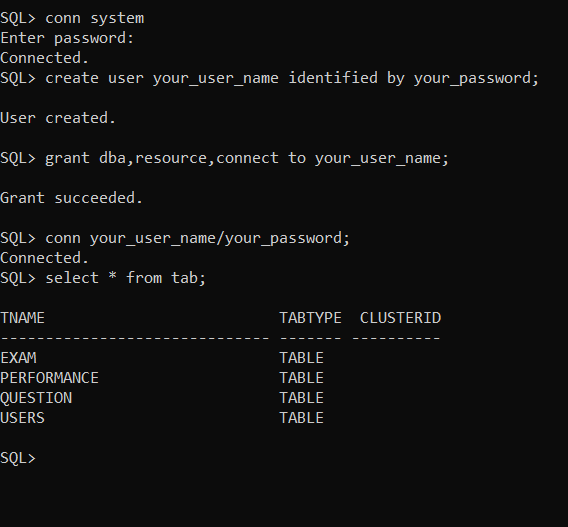 SQL> conn system
Enter password:
Connected.
SQL> create user your_user_name identified by your_password;
User created.
SQL> grant dba,resource,connect to your_user_name;
Grant succeeded.
SQL> conn your_user_name/your_password;
Connected.
SQL> select * from tab;
TNAME                          TABTYPE  CLUSTERID
------------------------------ ------- ----------
EXAM                           TABLE
PERFORMANCE                    TABLE
QUESTION                       TABLE
USERS                          TABLE
SQL>